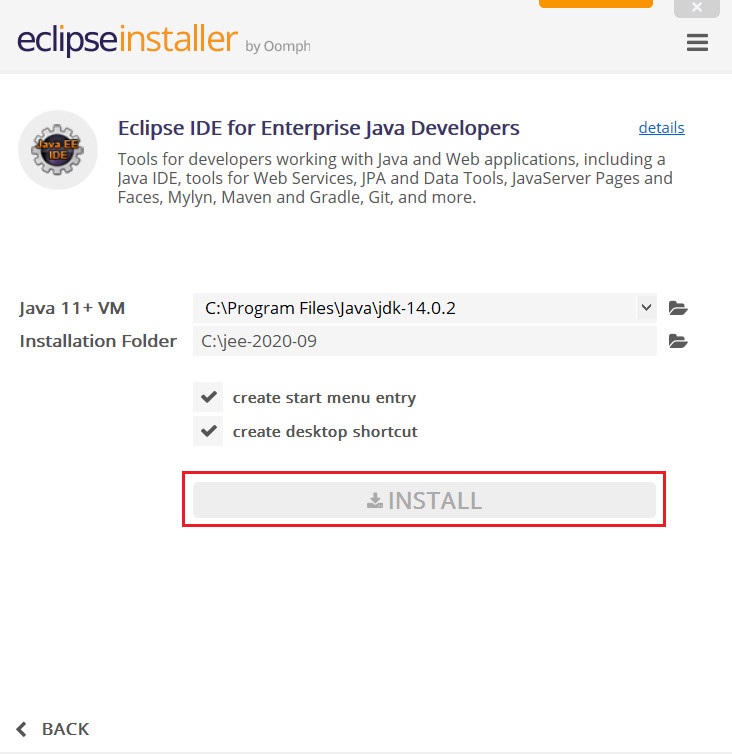 eclipseinstaller by Oomph
Java EE
IDE
Eclipse IDE for Enterprise Java Developers
details
Tools for developers working with Java and Web applications, including a
Java IDE, tools for Web Services, JPA and Data Tools, JavaServer Pages and
Faces, Mylyn, Maven and Gradle, Git, and more.
Java 11+ VM
C:\Program Files\Java\jdk-14.0.2
Installation Folder
C:\jee-2020-09
create start menu entry
create desktop shortcut
INSTALL
BACK